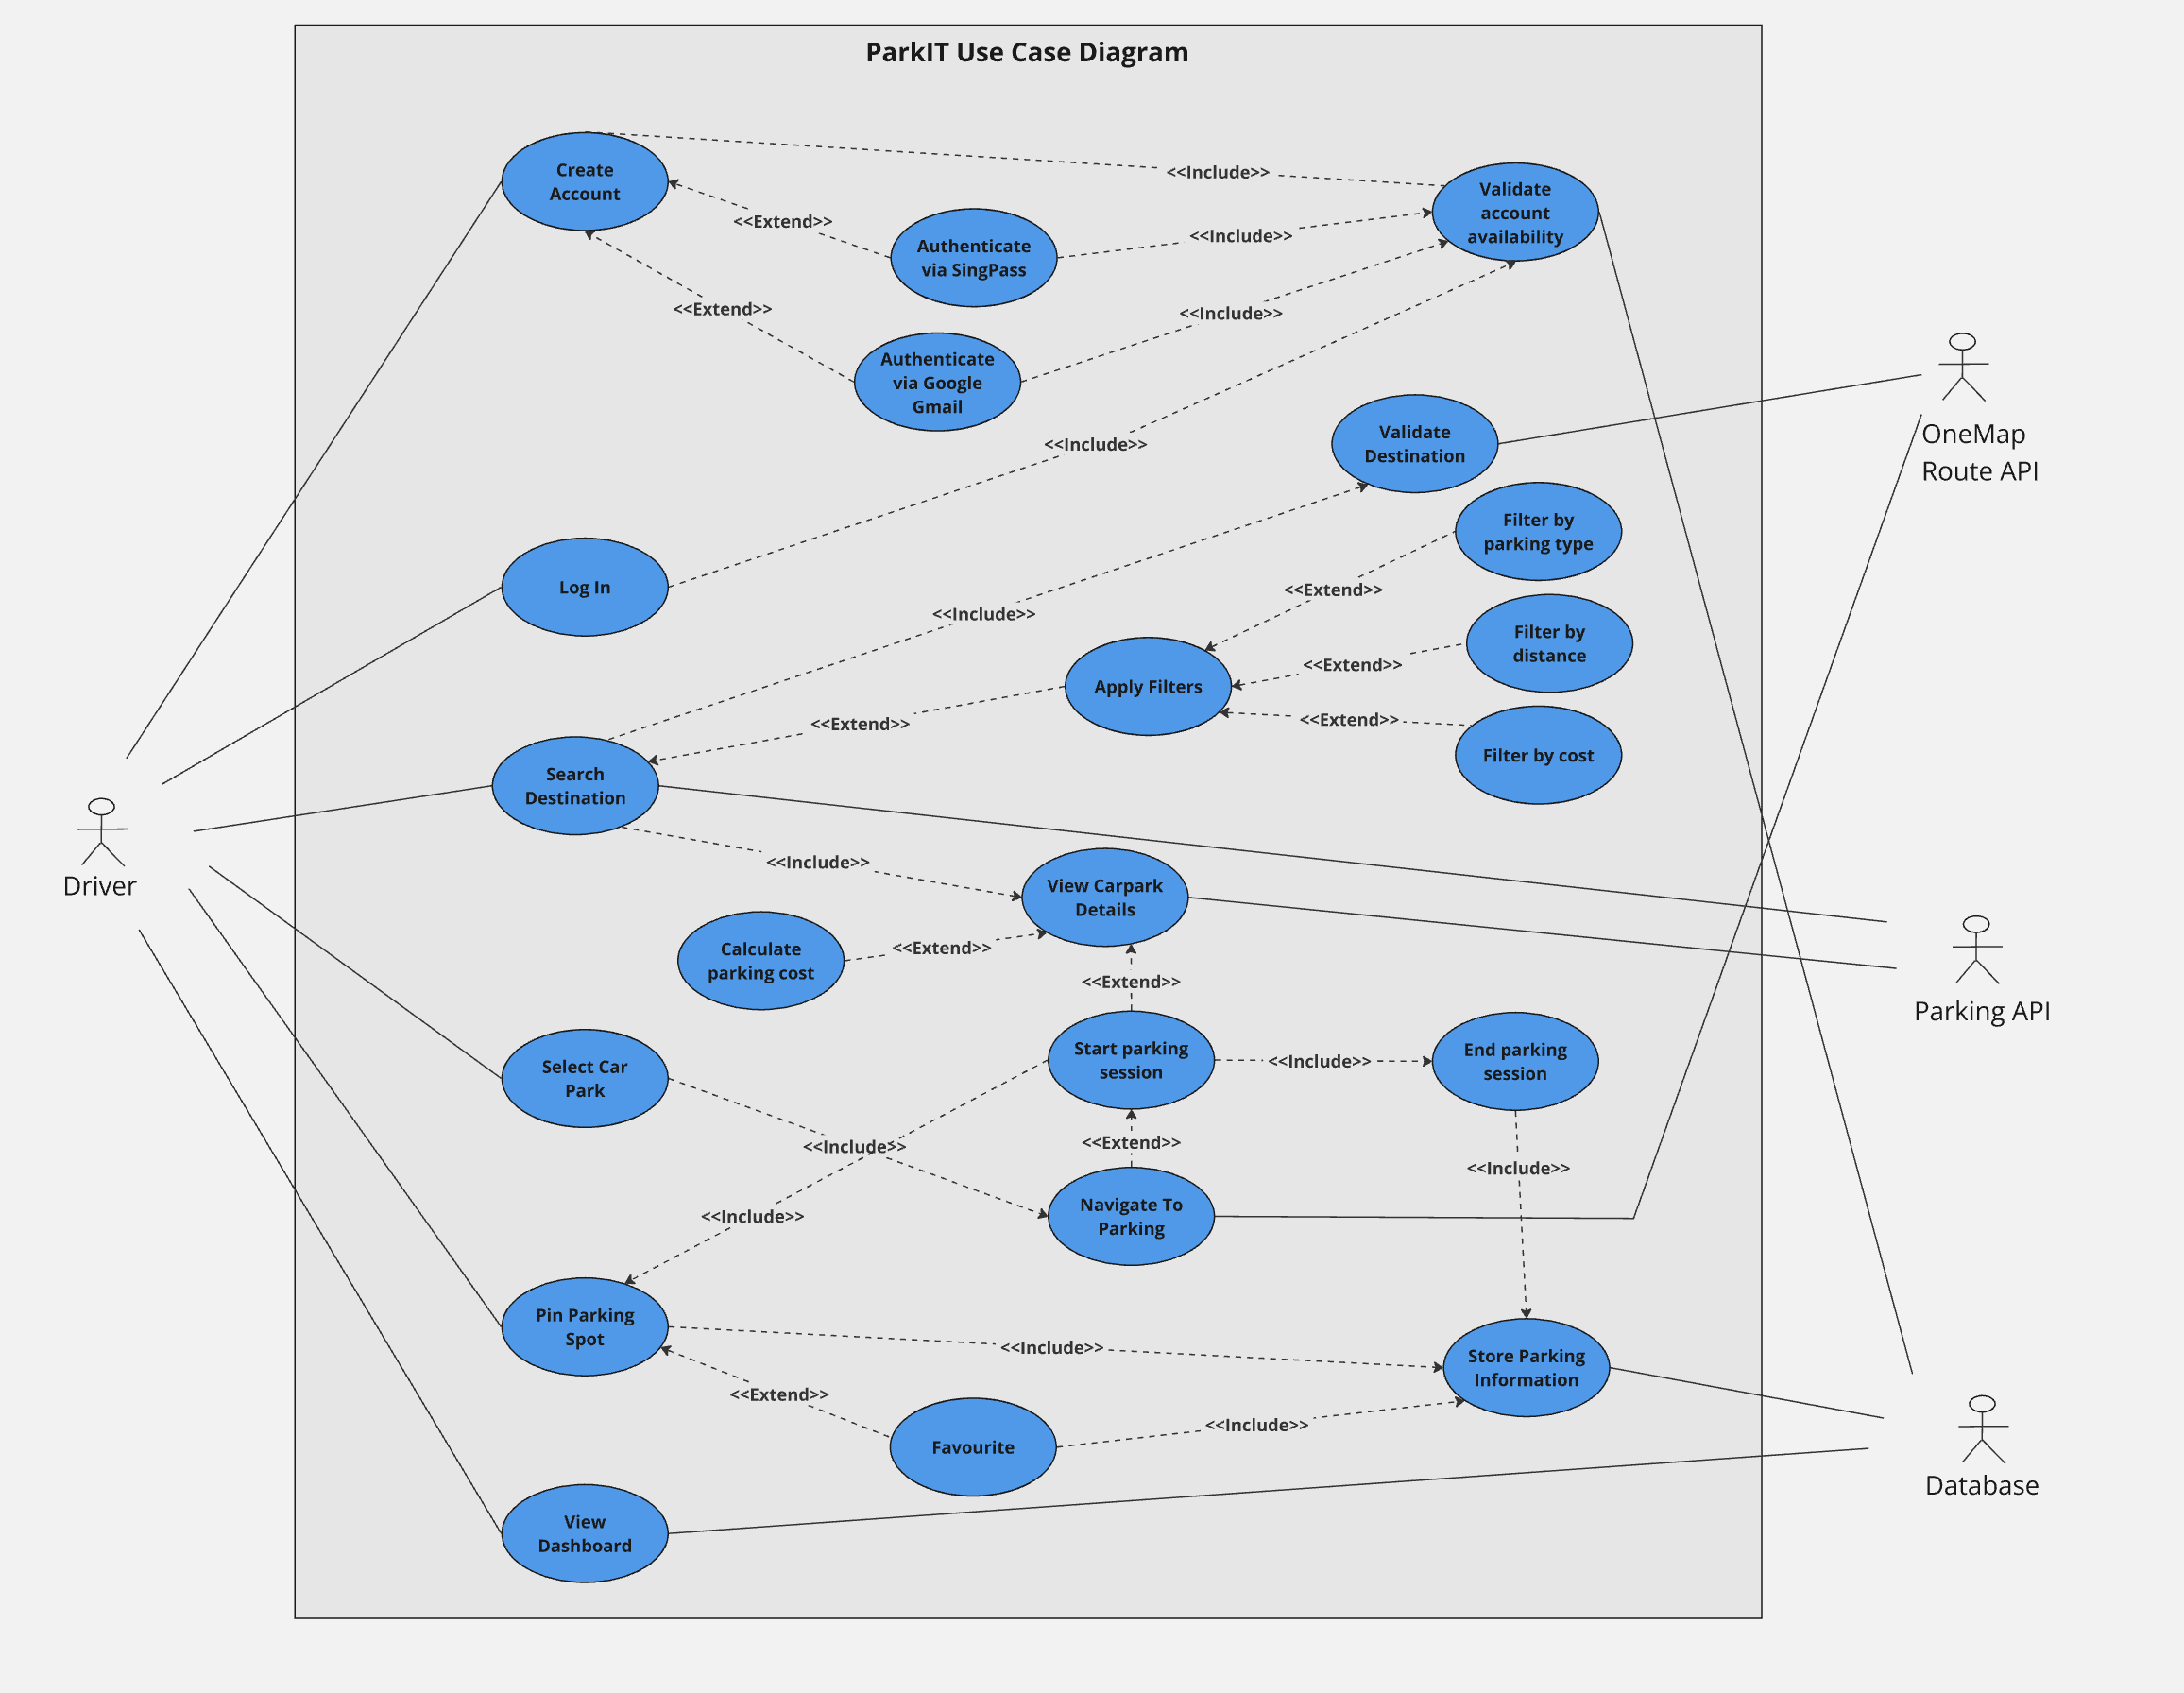 ParkIT Use Case Diagram
Create
Account
<<Include>>
Validate
account
availability
<<Extend>>
Authenticate
via SingPass
<<Include>>
<<Extend>>
<<Include>>
Authenticate
via Google
Gmail
<<Include>>
Validate
Destination
OneMap
Route API
Filter by
parking type
Log In
<<Extend>>
<<Include>>
Filter by
distance
<<Extend>>
Apply Filters
<<Extend>>
<<Extend>>
Filter by cost
Search
Destination
Driver
<<Include>>
View Carpark
Details
Calculate
parking cost
<<Extend>>
<<Extend>>
Parking API
Select Car
Park
Start parking
session
<<Include>>
End parking
session
<<Include>>
<<Extend>>
<<Include>>
<<Include>>
Navigate To
Parking
Pin Parking
Spot
<<Include>>
Store Parking
Information
<<Extend>>
Favourite
<<Include>>
Database
View
Dashboard